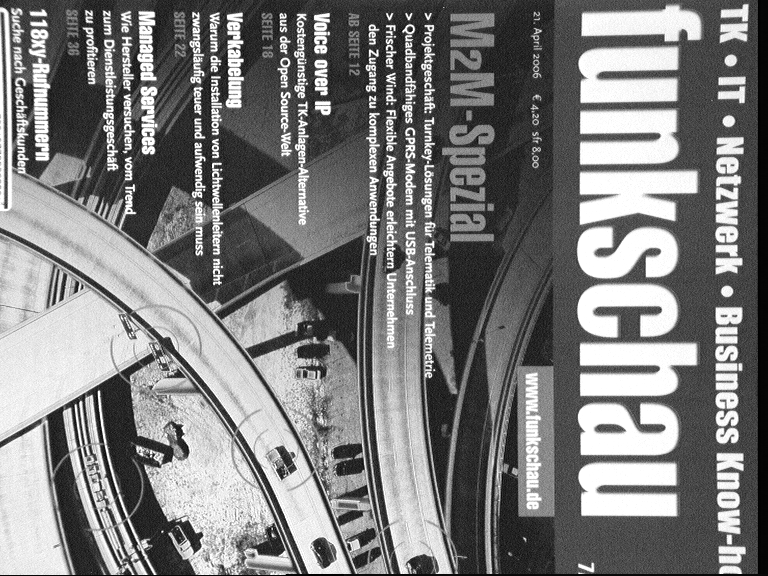 TK • IT • Netzwerk • Business Know-ho
funkschau
21. April 2006 € 4,20 sfr 8,00
www.funkschau.de
7
M2M-Spezial
> Projektgeschäft: Turnkey-Lösungen für Telematik und Telemetrie
> Quadbandfähiges GPRS-Modem mit USB-Anschluss
> Frischer Wind: Flexible Angebote erleichtern Unternehmen
den Zugang zu komplexen Anwendungen
AB SEITE 12
Voice over IP
Kostengünstige TK-Anlagen-Alternative
aus der Open Source-Welt
SEITE 18
Verkabelung
Warum die Installation von Lichtwellenleitern nicht
zwangsläufig teuer und aufwendig sein muss
SEITE 22
Managed Services
Wie Hersteller versuchen, vom Trend
zum Dienstleistungsgeschäft
zu profitieren
SEITE 36
118xy-Rufnummern
Suche nach Geschäftskunden